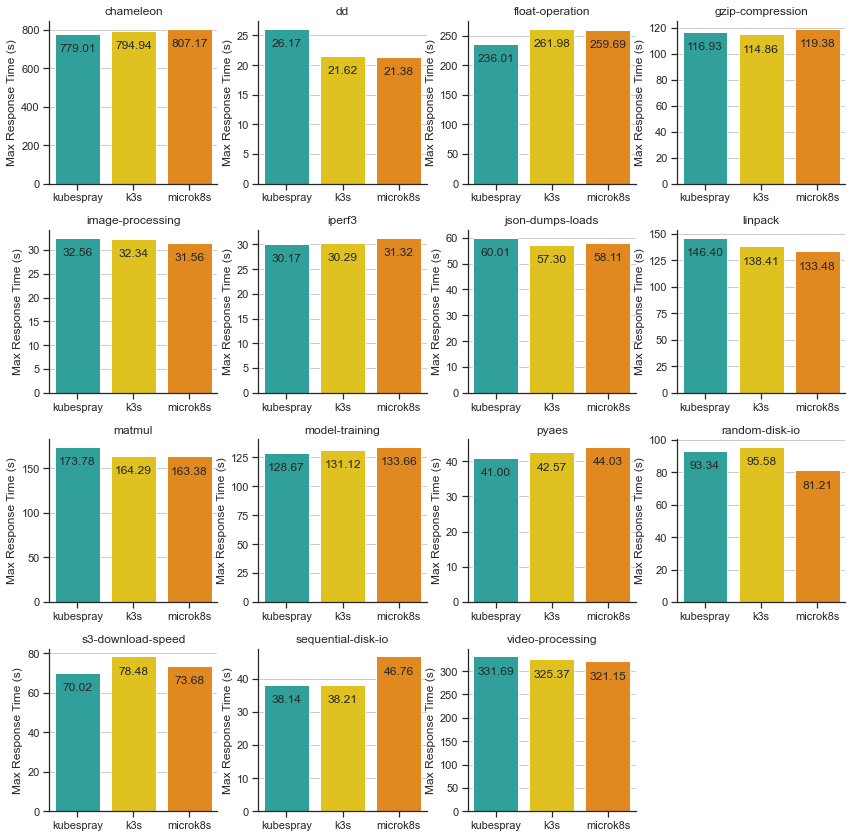 chameleon
Max Response Time (s)
800
600
400
200
0
779.01 794.94 807.17
kubespray k3s microk8s
dd
Max Response Time (s)
25
20
15
10
5
0
26.17 21.62 21.38
kubespray k3s microk8s
float-operation
Max Response Time (s)
250
200
150
100
50
0
236.01 261.98 259.69
kubespray k3s microk8s
gzip-compression
Max Response Time (s)
120
100
80
60
40
20
0
116.93 114.86 119.38
kubespray k3s microk8s
image-processing
Max Response Time (s)
30
25
20
15
10
5
0
32.56 32.34 31.56
kubespray k3s microk8s
iperf3
Max Response Time (s)
30
25
20
15
10
5
0
30.17 30.29 31.32
kubespray k3s microk8s
json-dumps-loads
Max Response Time (s)
60
50
40
30
20
10
0
60.01 57.30 58.11
kubespray k3s microk8s
linpack
Max Response Time (s)
150
125
100
75
50
25
0
146.40 138.41 133.48
kubespray k3s microk8s
matmul
Max Response Time (s)
150
100
50
0
173.78 164.29 163.38
kubespray k3s microk8s
model-training
Max Response Time (s)
125
100
75
50
25
0
128.67 131.12 133.66
kubespray k3s microk8s
pyaes
Max Response Time (s)
40
30
20
10
0
41.00 42.57 44.03
kubespray k3s microk8s
random-disk-io
Max Response Time (s)
100
80
60
40
20
0
93.34 95.58 81.21
kubespray k3s microk8s
s3-download-speed
Max Response Time (s)
80
60
40
20
0
70.02 78.48 73.68
kubespray k3s microk8s
sequential-disk-io
Max Response Time (s)
40
30
20
10
0
38.14 38.21 46.76
kubespray k3s microk8s
video-processing
Max Response Time (s)
300
250
200
150
100
50
0
331.69 325.37 321.15
kubespray k3s microk8s